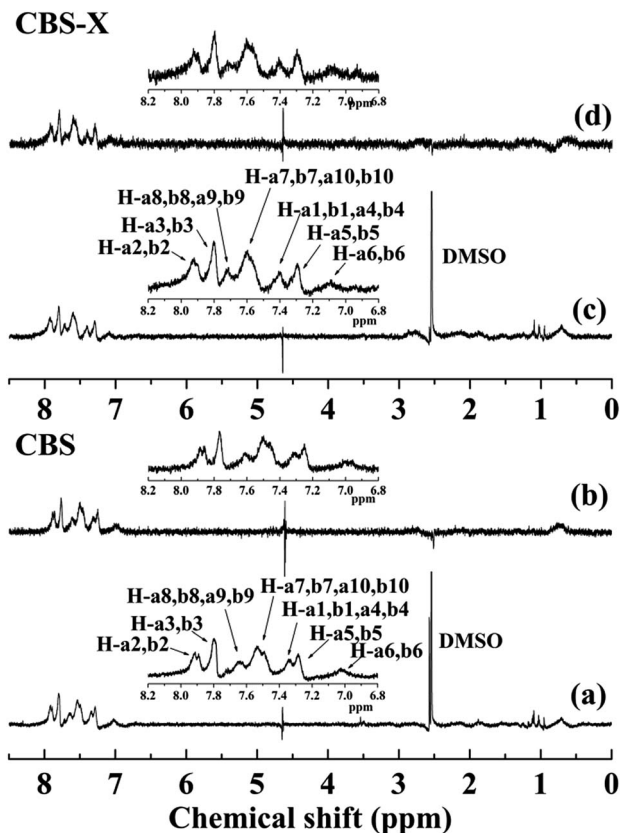 CBS-X
8.2 8.0 7.8 7.6 7.4 7.2 7.0 6.8
ppm
(d)
H-a7,b7,a10,b10
H-a8,b8,a9,b9
H-a1,b1,a4,b4
H-a3,b3
H-a5,b5
H-a2,b2
H-a6,b6
DMSO
8.2 8.0 7.8 7.6 7.4 7.2 7.0 6.8
ppm
(c)
8 7 6 5 4 3 2 1 0
CBS
8.2 8.0 7.8 7.6 7.4 7.2 7.0 6.8
ppm
(b)
H-a8,b8,a9,b9
H-a7,b7,a10,b10
H-a1,b1,a4,b4
H-a3,b3
H-a5,b5
H-a2,b2
H-a6,b6
DMSO
8.2 8.0 7.8 7.6 7.4 7.2 7.0 6.8
ppm
(a)
8 7 6 5 4 3 2 1 0
Chemical shift (ppm)